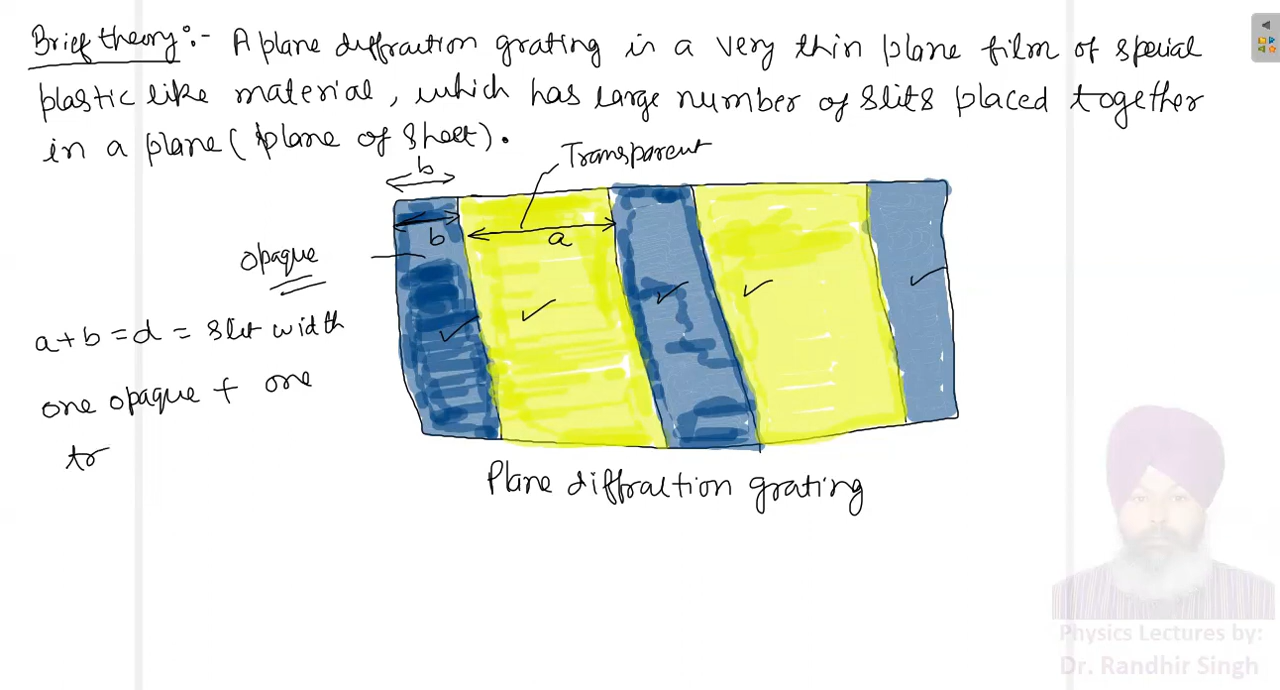 Brief theory:- A plane diffraction grating is a very thin plane film of special
plastic like material, which has large number of slits placed together
in a plane (plane of sheet).
b
Transparent
b
a
opaque
a+b = d = slit width
one opaque + one
tr
Plane diffraction grating
Physics Lectures by:
Dr. Randhir Singh